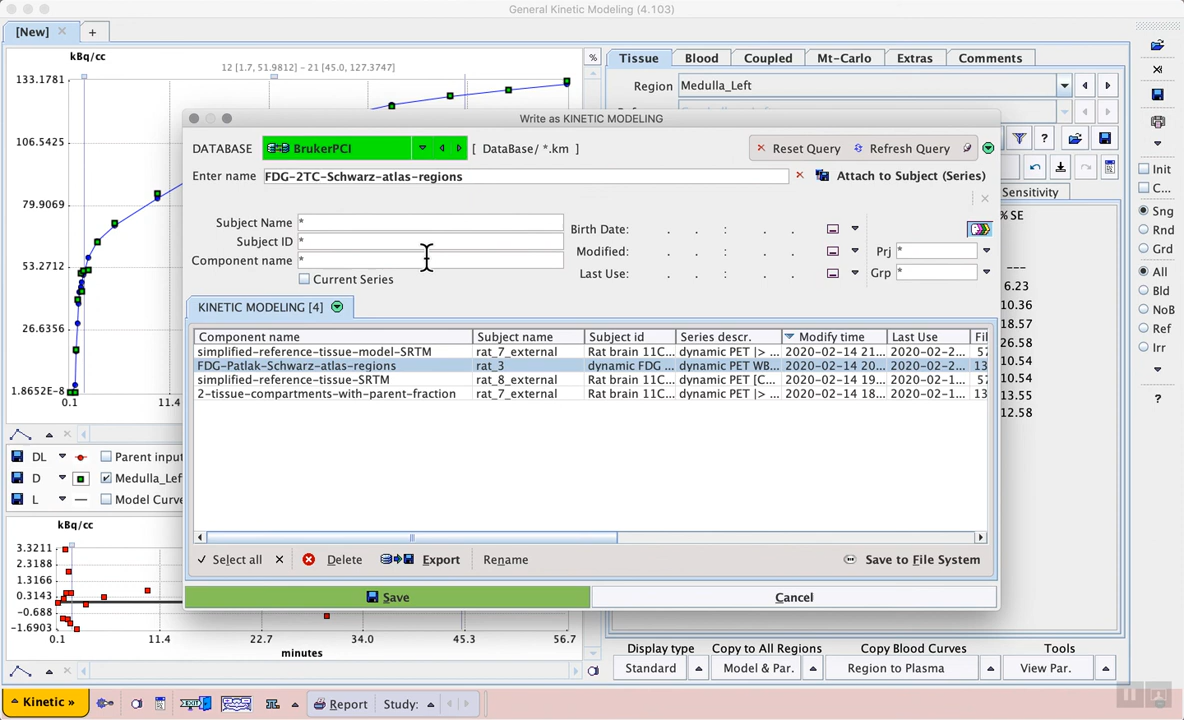 General Kinetic Modeling (4.103)
[New]
kBq/cc
12 [1.7, 51.9812] - 21 [45.0, 127.3747]
%
133.1781
106.5425
79.9069
53.2712
26.6356
1.8652E-8
0.1
11.4
DL
Parent input
D
Medulla_Left
L
Model Curve
kBq/cc
3.3211
2.3188
1.3166
0.3143
-0.688
-1.6903
0.1 11.4 22.7 34.0 45.3 56.7
minutes
Write as KINETIC MODELING
DATABASE BrukerPCI [ DataBase/ *.km ] Reset Query Refresh Query
Enter name FDG-2TC-Schwarz-atlas-regions Attach to Subject (Series)
Subject Name *
Subject ID *
Component name *
Current Series
Birth Date: . . : . .
Modified: . . : . .
Last Use: . . : . .
Prj *
Grp *
KINETIC MODELING [4]
Component name Subject name Subject id Series descr. Modify time Last Use Fil
simplified-reference-tissue-model-SRTM rat_7_external Rat brain 11C... dynamic PET |> ... 2020-02-14 21... 2020-02-2... 57
FDG-Patlak-Schwarz-atlas-regions rat_3 dynamic FDG ... dynamic PET WB... 2020-02-14 20... 2020-02-2... 13
simplified-reference-tissue-SRTM rat_8_external Rat brain 11C... dynamic PET [C... 2020-02-14 19... 2020-02-1... 57
2-tissue-compartments-with-parent-fraction rat_7_external Rat brain 11C... dynamic PET |> ... 2020-02-14 18... 2020-02-1... 13
Select all Delete Export Rename Save to File System
Save Cancel
Tissue Blood Coupled Mt-Carlo Extras Comments
Region Medulla_Left
?
Sensitivity
% SE
---
6.23
10.36
18.57
26.58
10.54
10.54
13.55
12.58
Display type Copy to All Regions Copy Blood Curves Tools
Standard Model & Par. Region to Plasma View Par.
Init
C...
Sng
Rnd
Grd
All
Bld
NoB
Ref
Irr
?
Kinetic »
Report Study: